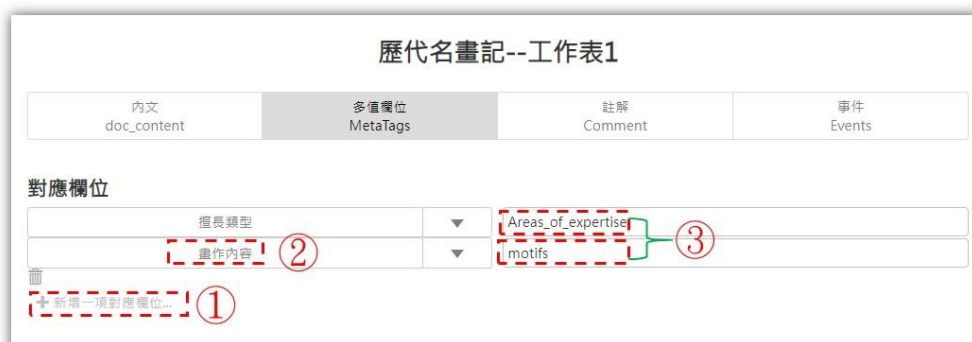 歷代名畫記--工作表1
內文 多值欄位 註解 事件
doc_content MetaTags Comment Events
對應欄位
擅長類型 ▼ Areas_of_expertise
畫作內容 ② ▼ motifs ③
+ 新增一項對應欄位... ①